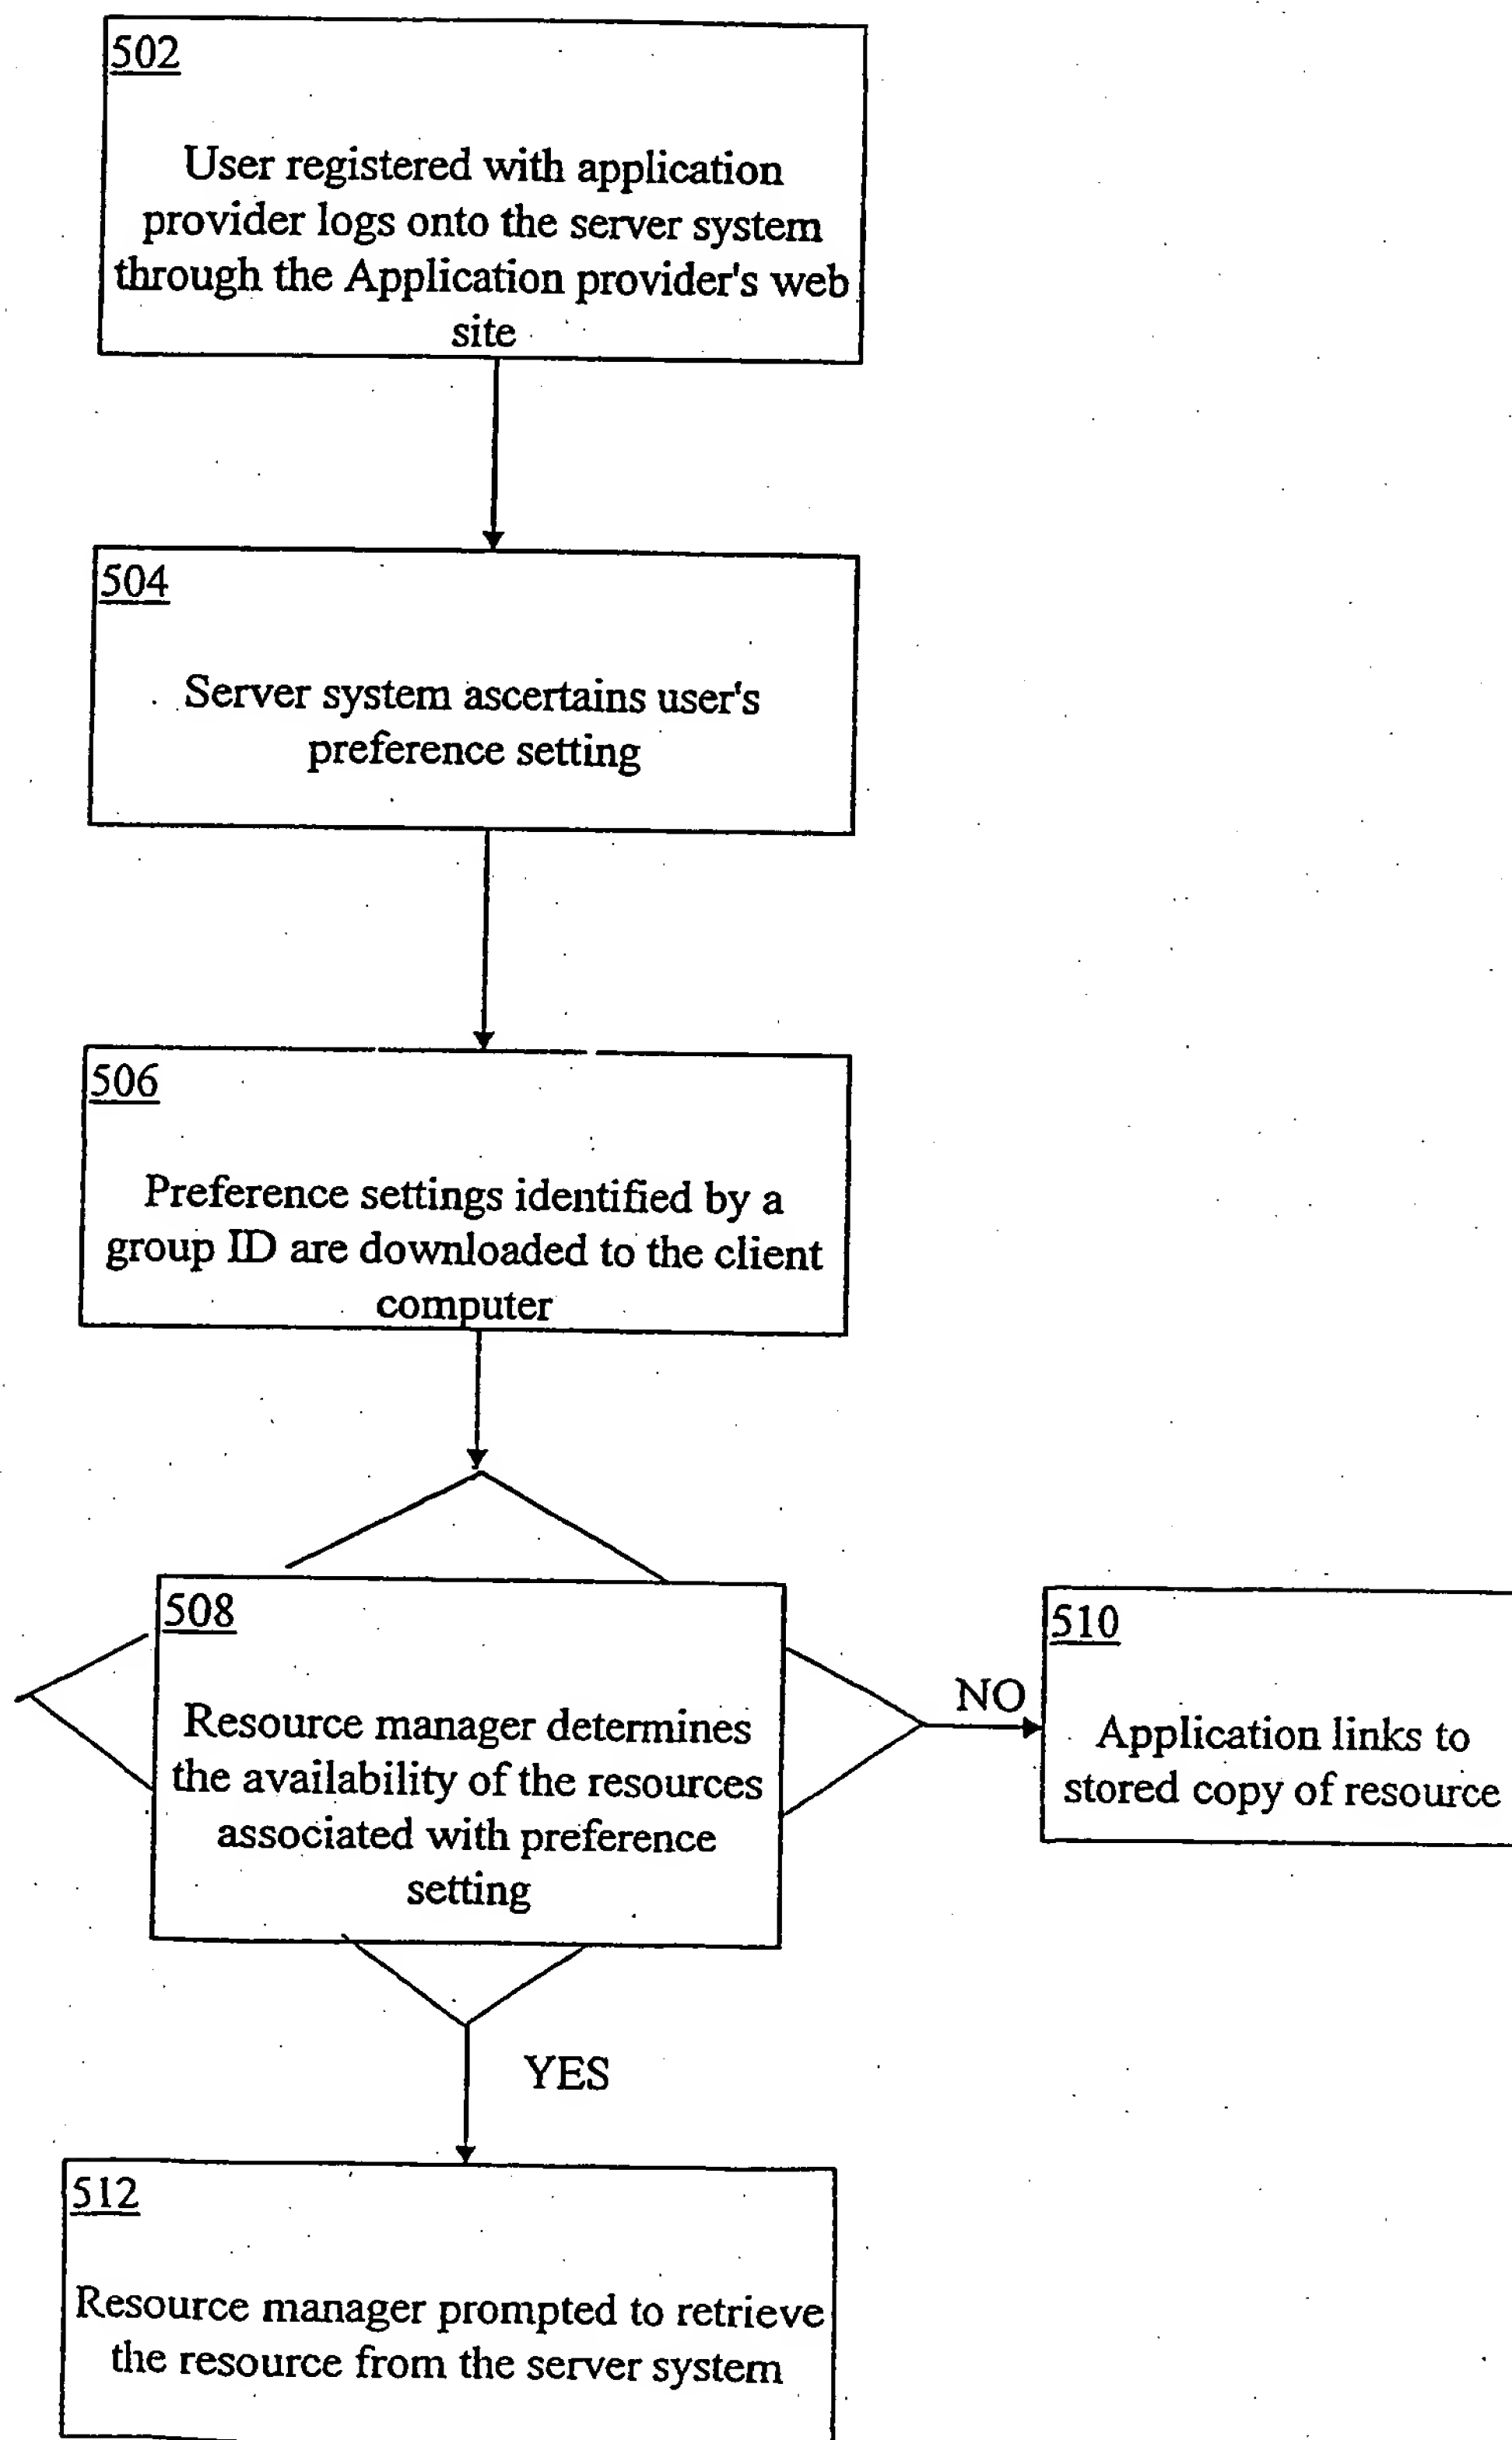 502
User registered with application
provider logs onto the server system
through the Application provider's web
site
504
Server system ascertains user's
preference setting
506
Preference settings identified by a
group ID are downloaded to the client
computer
508
Resource manager determines
the availability of the resources
associated with preference
setting
NO
510
Application links to
stored copy of resource
YES
512
Resource manager prompted to retrieve
the resource from the server system